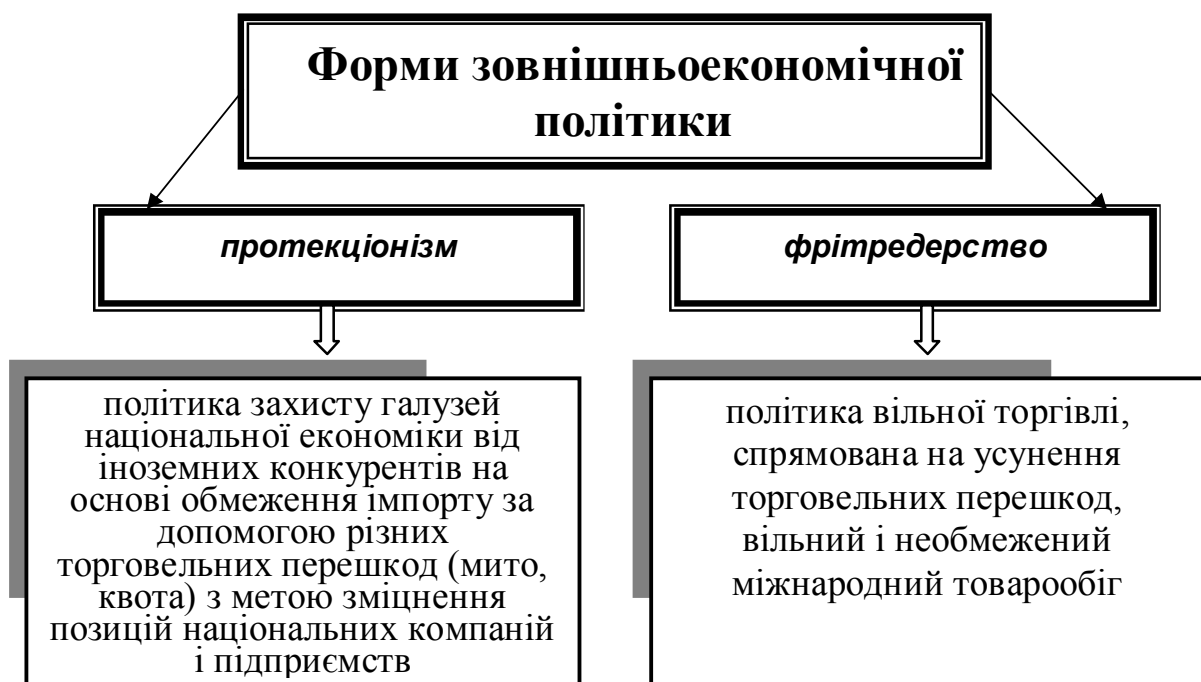 Форми зовнішньоекономічної
політики
протекціонізм
фрітредерство
політика захисту галузей
національної економіки від
іноземних конкурентів на
основі обмеження імпорту за
допомогою різних
торговельних перешкод (мито,
квота) з метою зміцнення
позицій національних компаній
і підприємств
політика вільної торгівлі,
спрямована на усунення
торговельних перешкод,
вільний і необмежений
міжнародний товарообіг